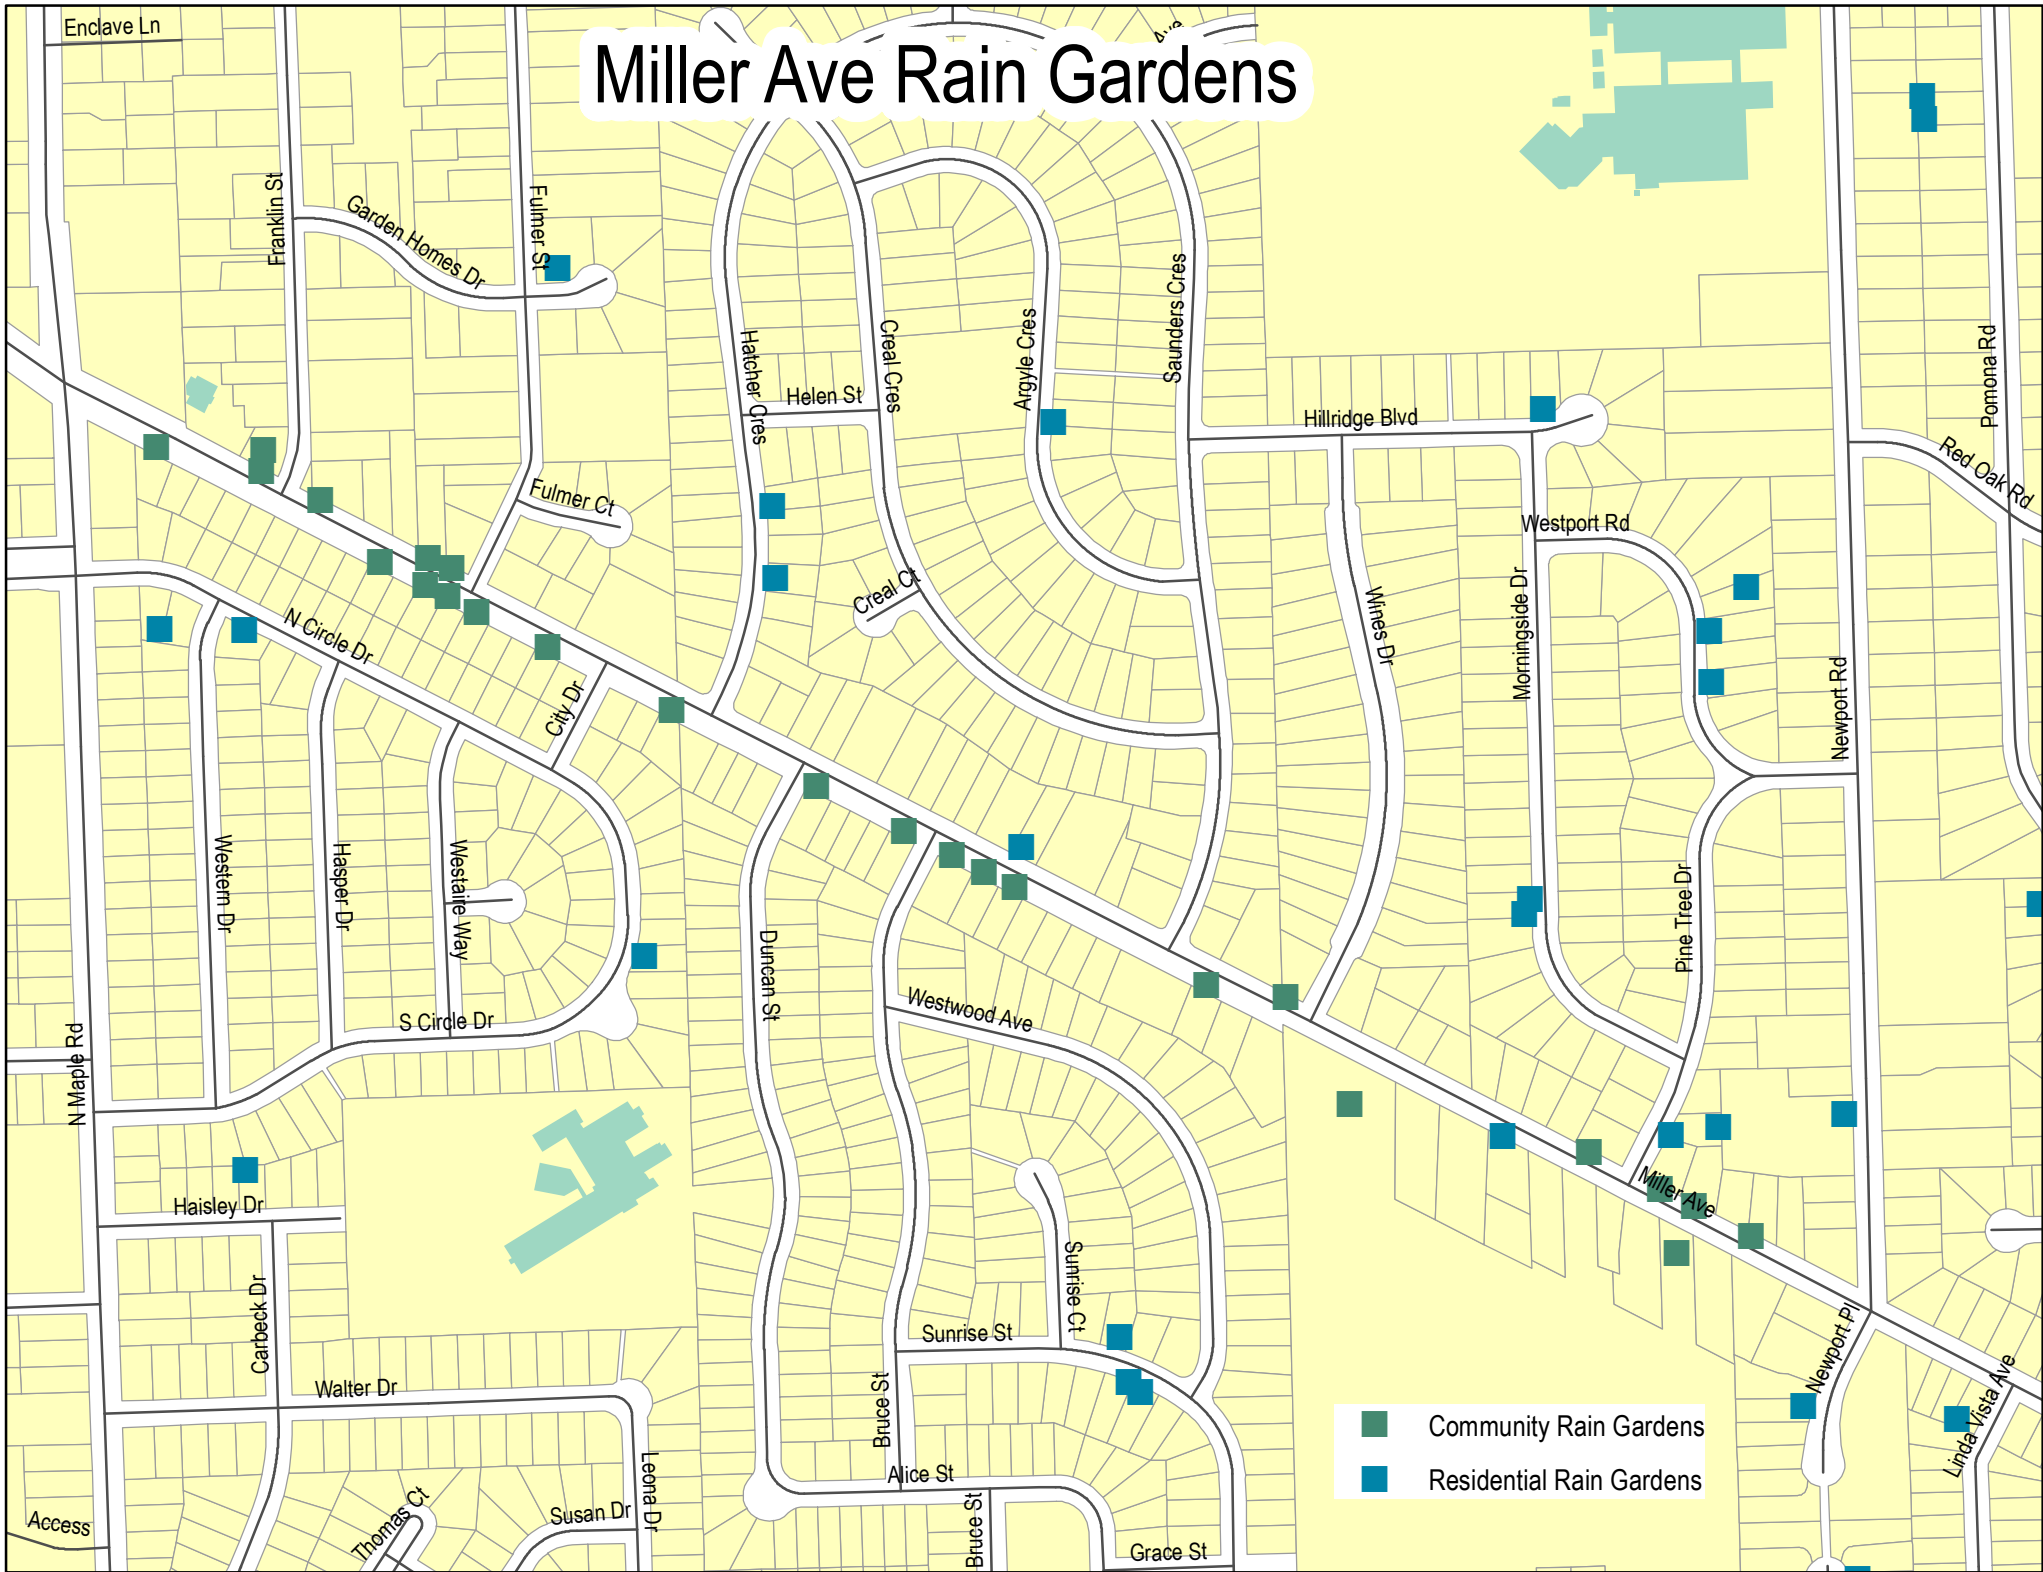 Enclave Ln
Ave
Miller Ave Rain Gardens
Franklin St
Garden Homes Dr
Fulmer St
Hatcher Cres
Helen St
Creal Cres
Argyle Cres
Saunders Cres
Hillridge Blvd
Pomona Rd
Red Oak Rd
Fulmer Ct
Westport Rd
Creal Ct
Wines Dr
Morningside Dr
N Circle Dr
City Dr
Newport Rd
Western Dr
Hasper Dr
Westaire Way
Duncan St
Pine Tree Dr
Westwood Ave
S Circle Dr
N Maple Rd
Miller Ave
Haisley Dr
Sunrise Ct
Carbeck Dr
Sunrise St
Newport Pl
Walter Dr
Bruce St
Linda Vista Ave
Community Rain Gardens
Residential Rain Gardens
Leona Dr
Alice St
Access
Thomas Ct
Susan Dr
Bruce St
Grace St